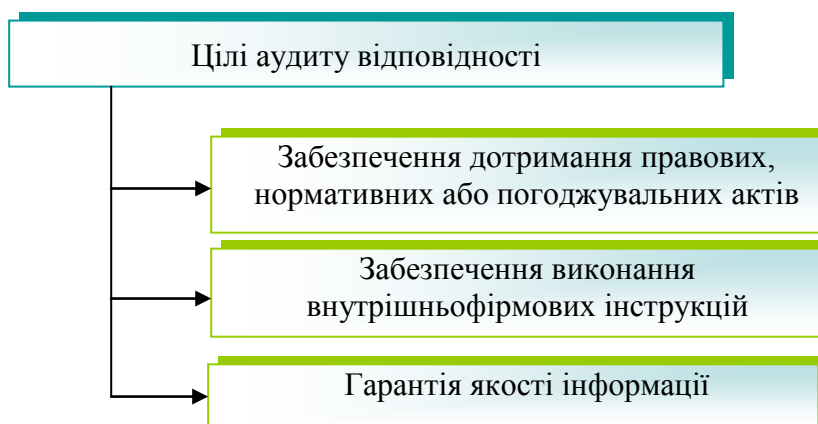 Цілі аудиту відповідності
Забезпечення дотримання правових,
нормативних або погоджувальних актів
Забезпечення виконання
внутрішньофірмових інструкцій
Гарантія якості інформації